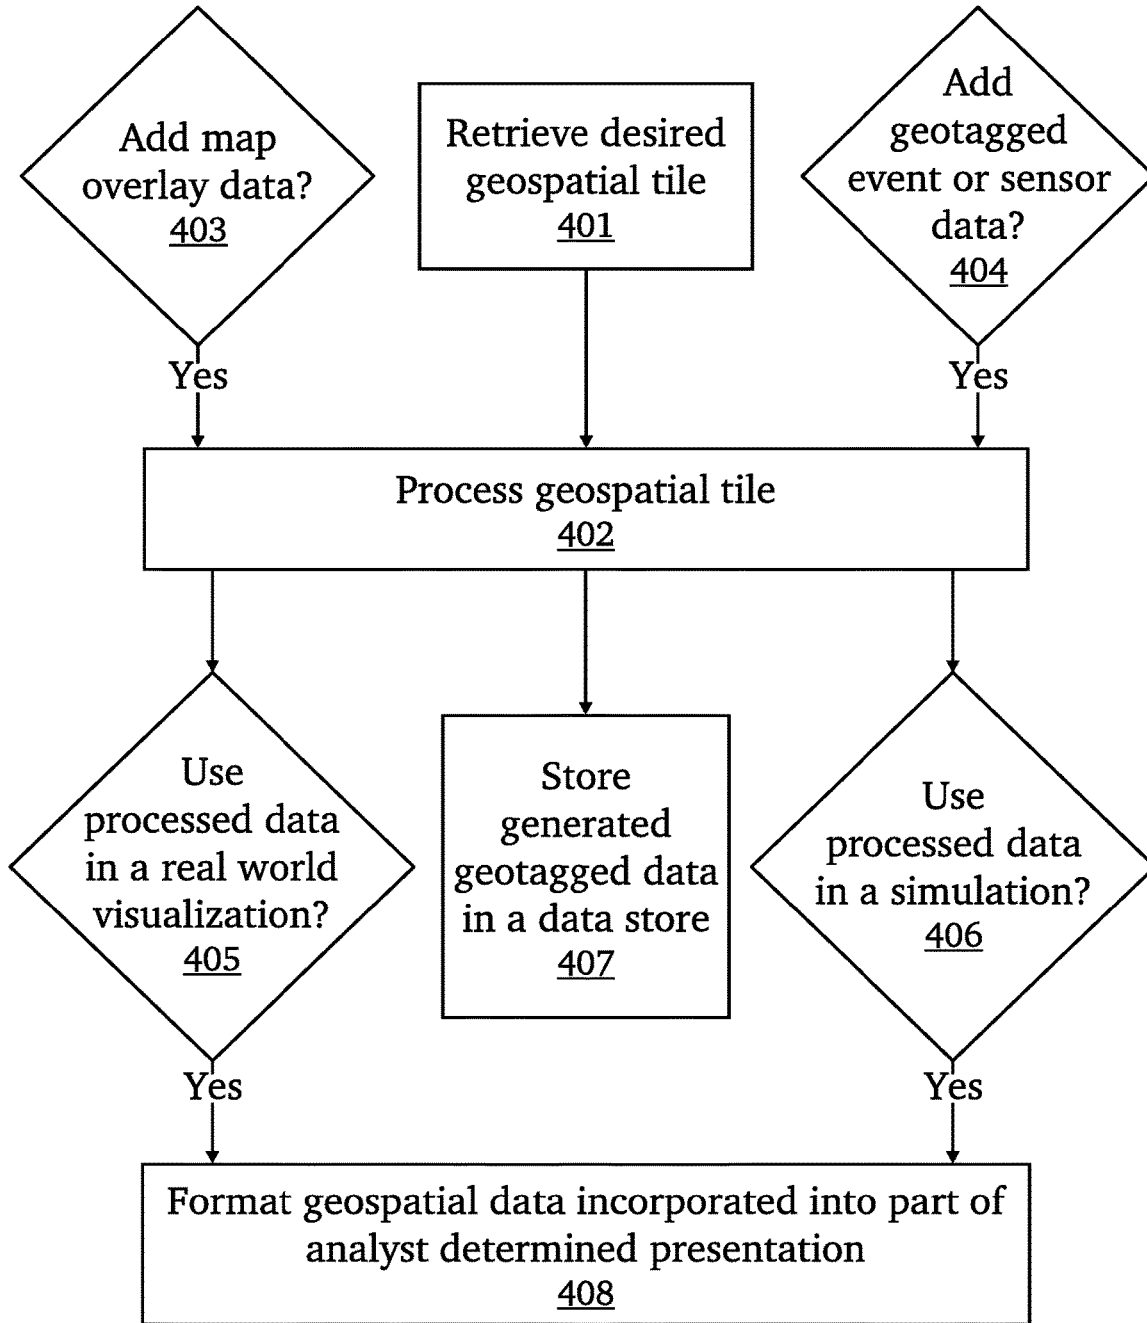 Add map
overlay data?
403
Retrieve desired
geospatial tile
401
Add
geotagged
event or sensor
data?
404
Yes
Yes
Process geospatial tile
402
Use
processed data
in a real world
visualization?
405
Store
generated
geotagged data
in a data store
407
Use
processed data
in a simulation?
406
Yes
Yes
Format geospatial data incorporated into part of
analyst determined presentation
408